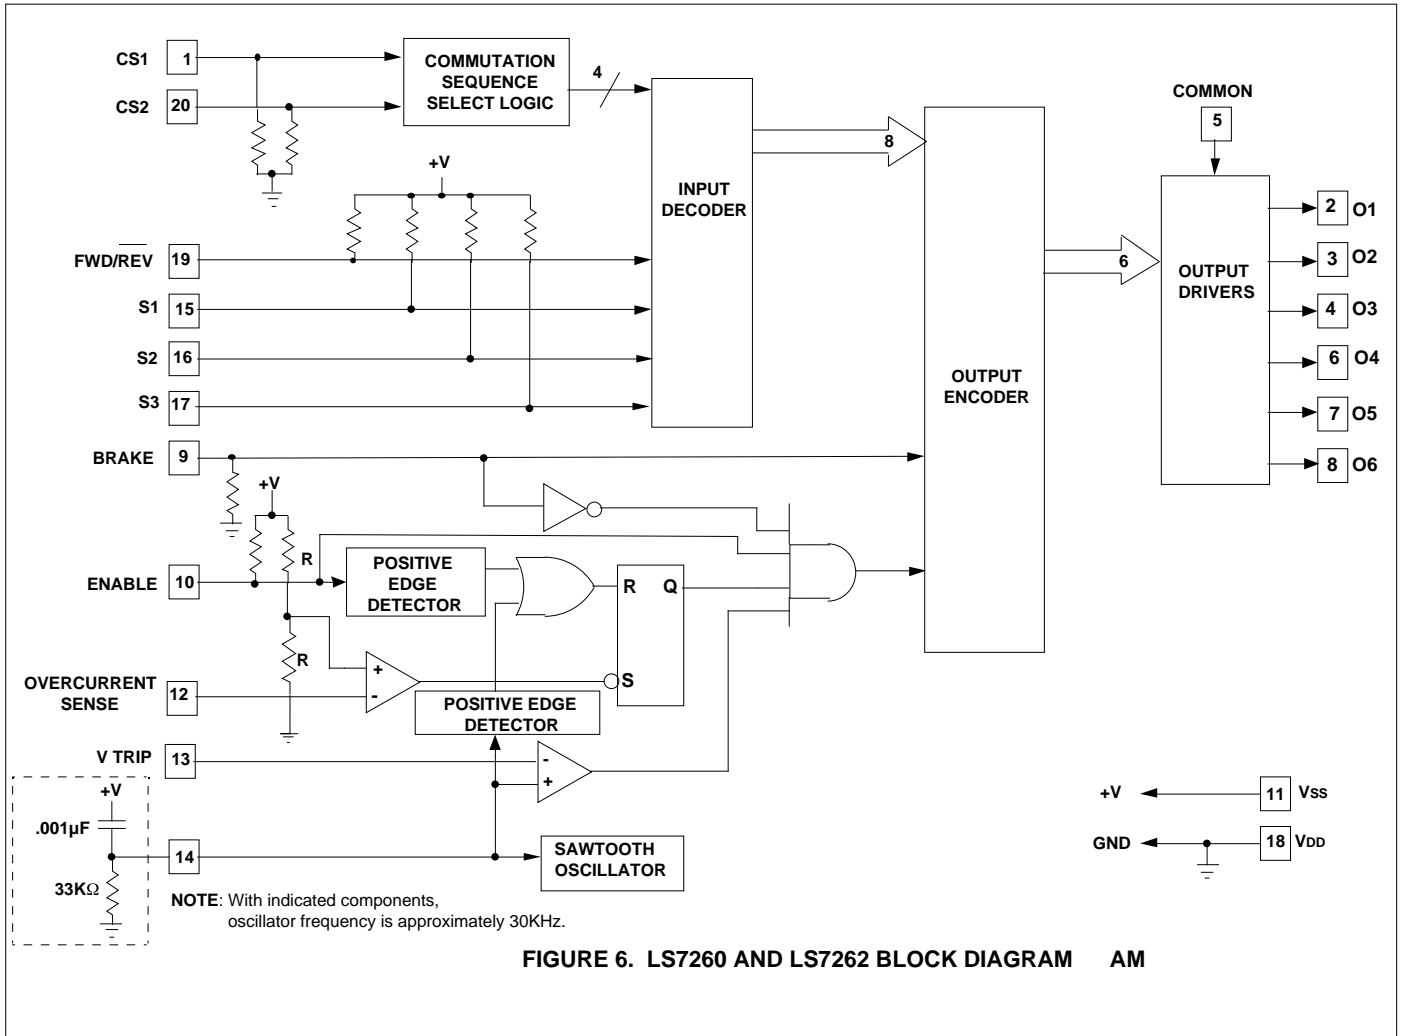 CS1
1
COMMUTATION
SEQUENCE
SELECT LOGIC
4
CS2
20
COMMON
5
+V
INPUT
DECODER
8
FWD/REV
19
S1
15
S2
16
S3
17
6
OUTPUT
DRIVERS
2 O1
3 O2
4 O3
6 O4
7 O5
8 O6
OUTPUT
ENCODER
BRAKE
9
+V
R
ENABLE
10
POSITIVE
EDGE
DETECTOR
R Q
S
R
+
-
OVERCURRENT
SENSE
12
POSITIVE EDGE
DETECTOR
V TRIP
13
-
+
+V
.001µF
33KΩ
14
SAWTOOTH
OSCILLATOR
+V
11 VSS
GND
18 VDD
NOTE: With indicated components,
oscillator frequency is approximately 30KHz.
FIGURE 6. LS7260 AND LS7262 BLOCK DIAGRAM AM